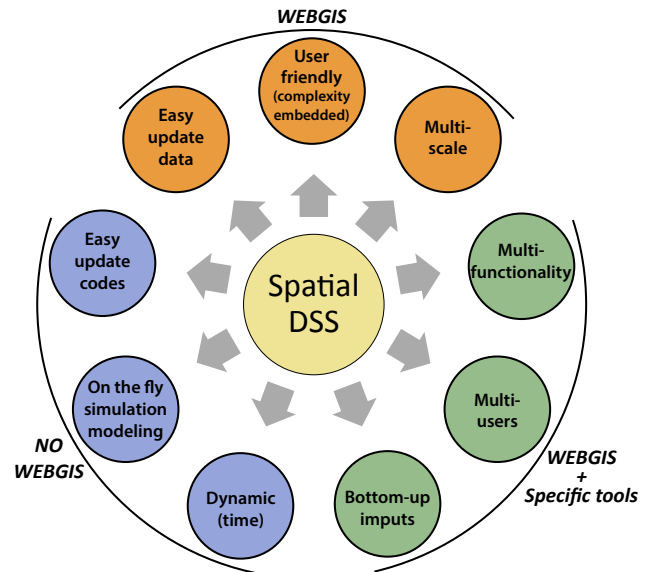 WEBGIS
User
friendly
(complexity
embedded)
Easy
update
data
Multi-
scale
Easy
update
codes
Multi-
functionality
Spatial
DSS
On the fly
simulation
modeling
Multi-
users
NO
WEBGIS
WEBGIS
+
Specific tools
Dynamic
(time)
Bottom-up
imputs